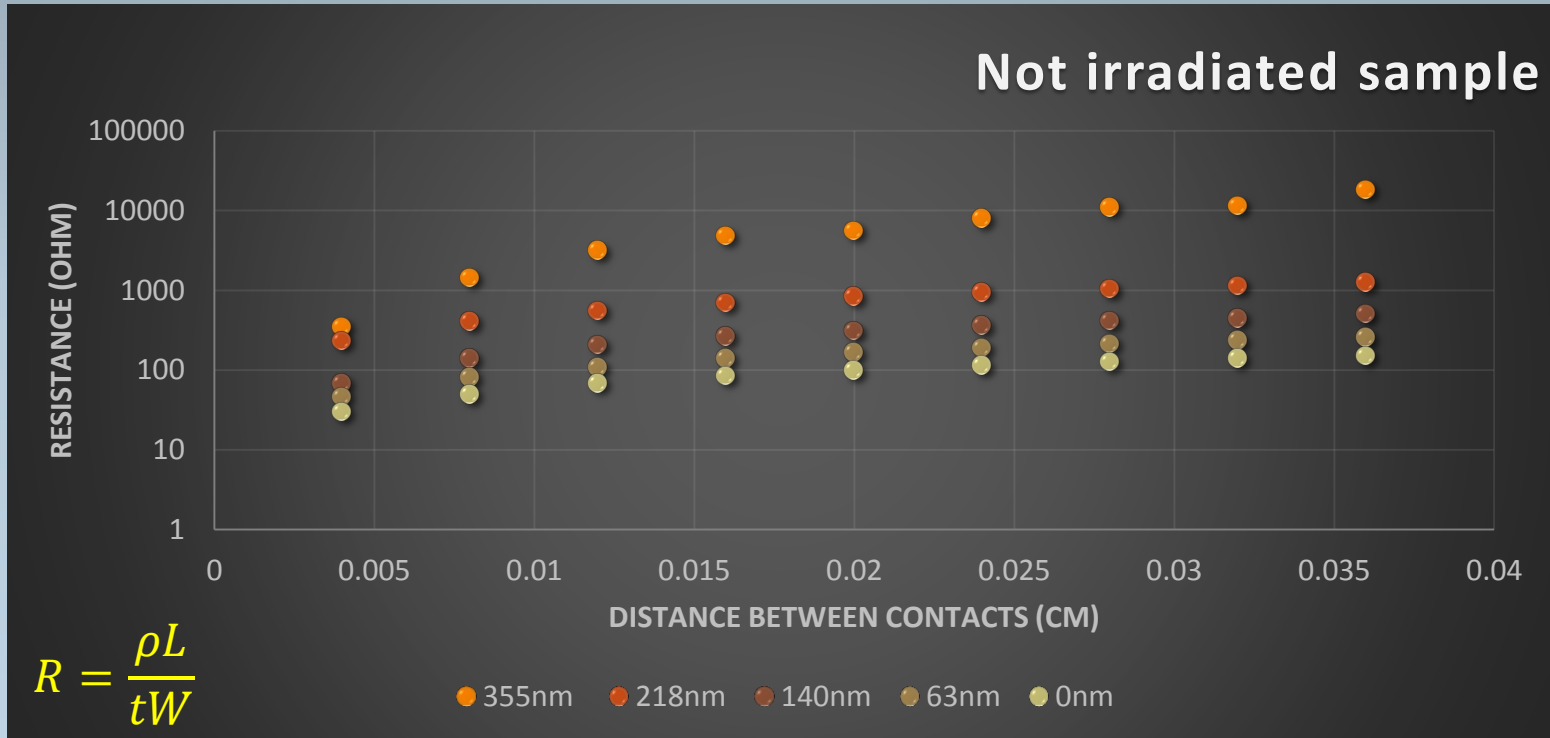 Not irradiated sample
100000
10000
1000
100
10
1
RESISTANCE (OHM)
0 0.005 0.01 0.015 0.02 0.025 0.03 0.035 0.04
DISTANCE BETWEEN CONTACTS (CM)
R = ρL / tW
355nm 218nm 140nm 63nm 0nm